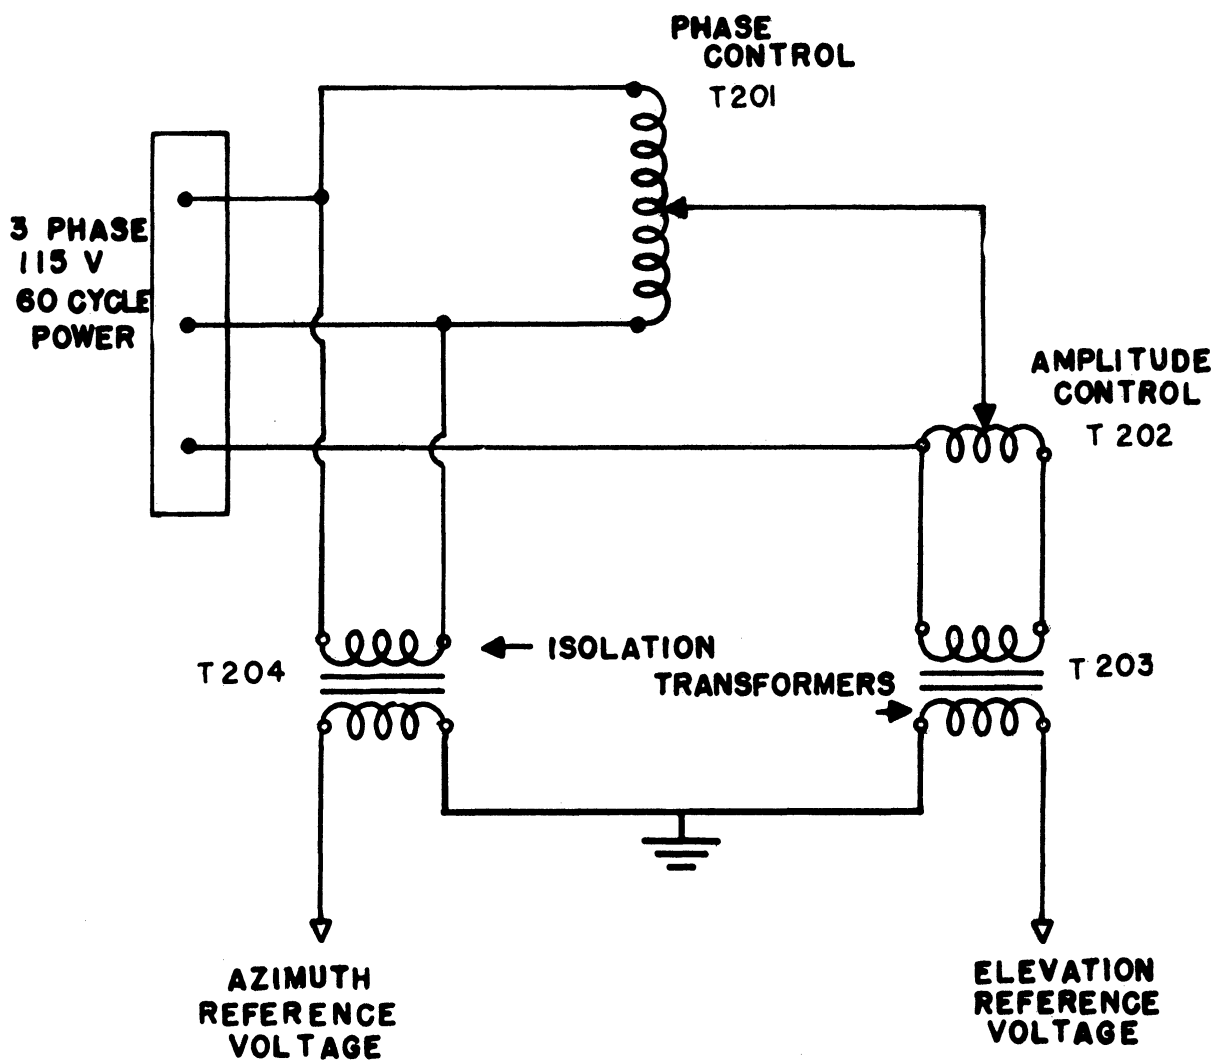 PHASE
CONTROL
T201
3 PHASE
115 V
60 CYCLE
POWER
AMPLITUDE
CONTROL
T 202
ISOLATION
T204
TRANSFORMERS
T 203
AZIMUTH
REFERENCE
VOLTAGE
ELEVATION
REFERENCE
VOLTAGE